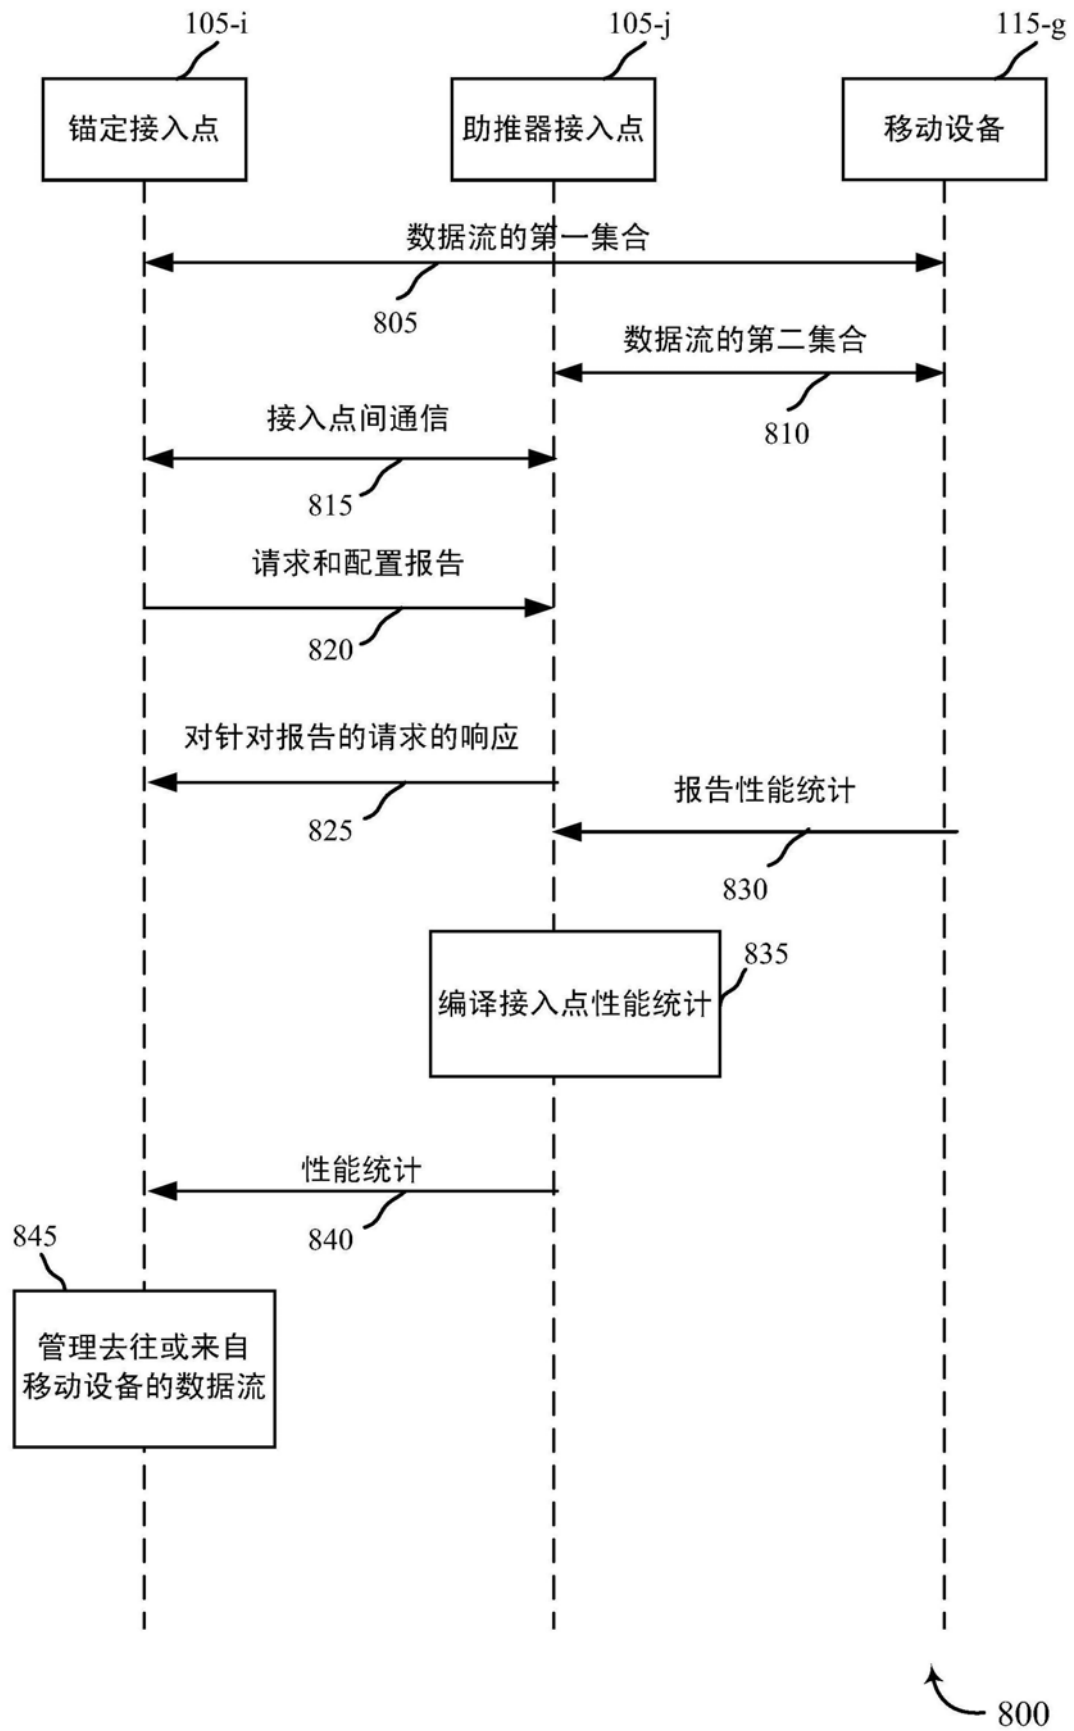 105-i
105-j
115-g
锚定接入点
助推器接入点
移动设备
数据流的第一集合
805
数据流的第二集合
810
接入点间通信
815
请求和配置报告
820
对针对报告的请求的响应
825
报告性能统计
830
835
编译接入点性能统计
性能统计
840
845
管理去往或来自
移动设备的数据流
800